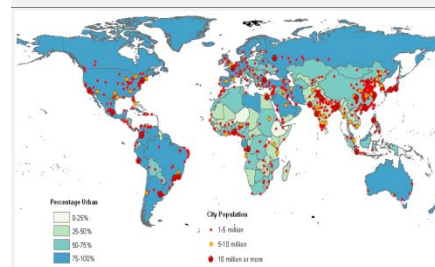 Percentage Urban
0-25%
25-50%
50-75%
75-100%
City Population
1-5 million
5-10 million
10 million or more